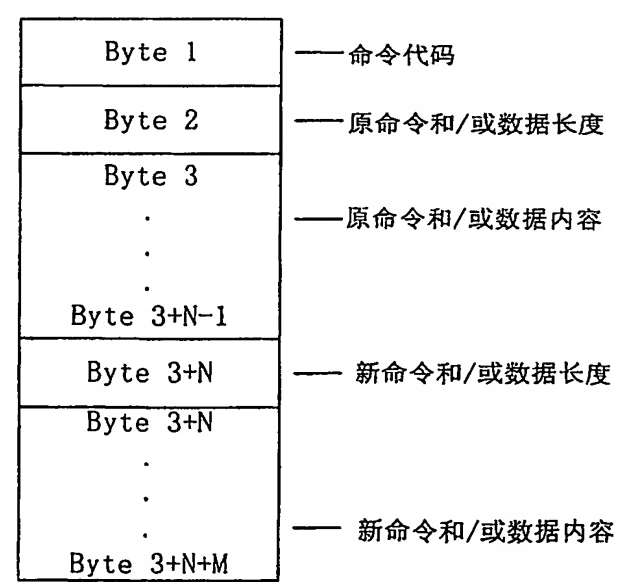 Byte 1 命令代码
Byte 2 原命令和/或数据长度
Byte 3
原命令和/或数据内容
Byte 3+N-1
Byte 3+N 新命令和/或数据长度
Byte 3+N
新命令和/或数据内容
Byte 3+N+M